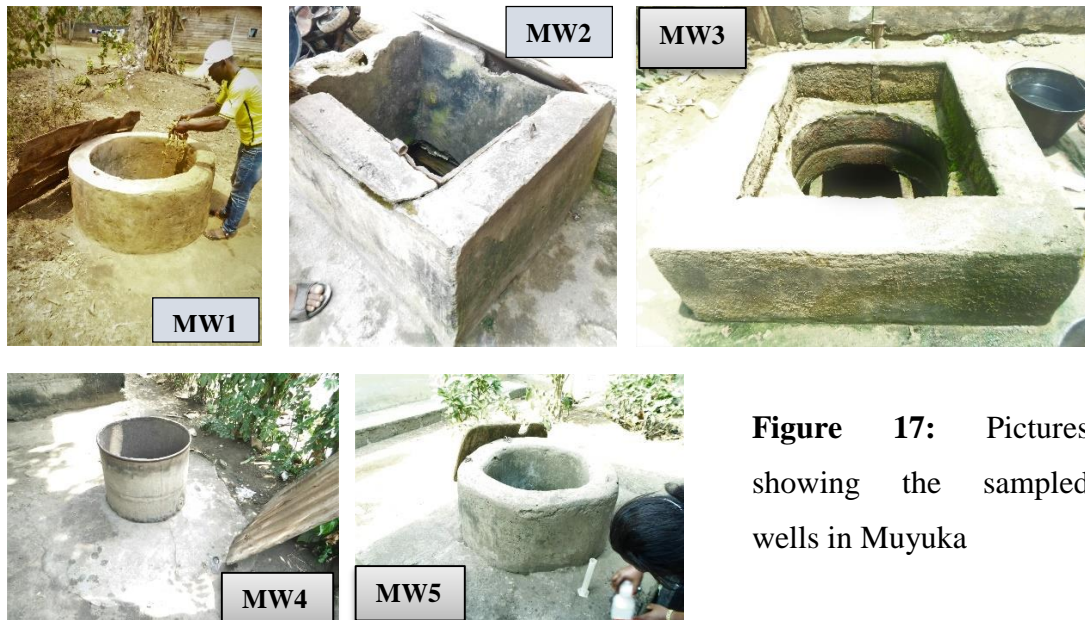 MW1
MW2
MW3
MW4
MW5
Figure 17: Pictures
showing the sampled
wells in Muyuka